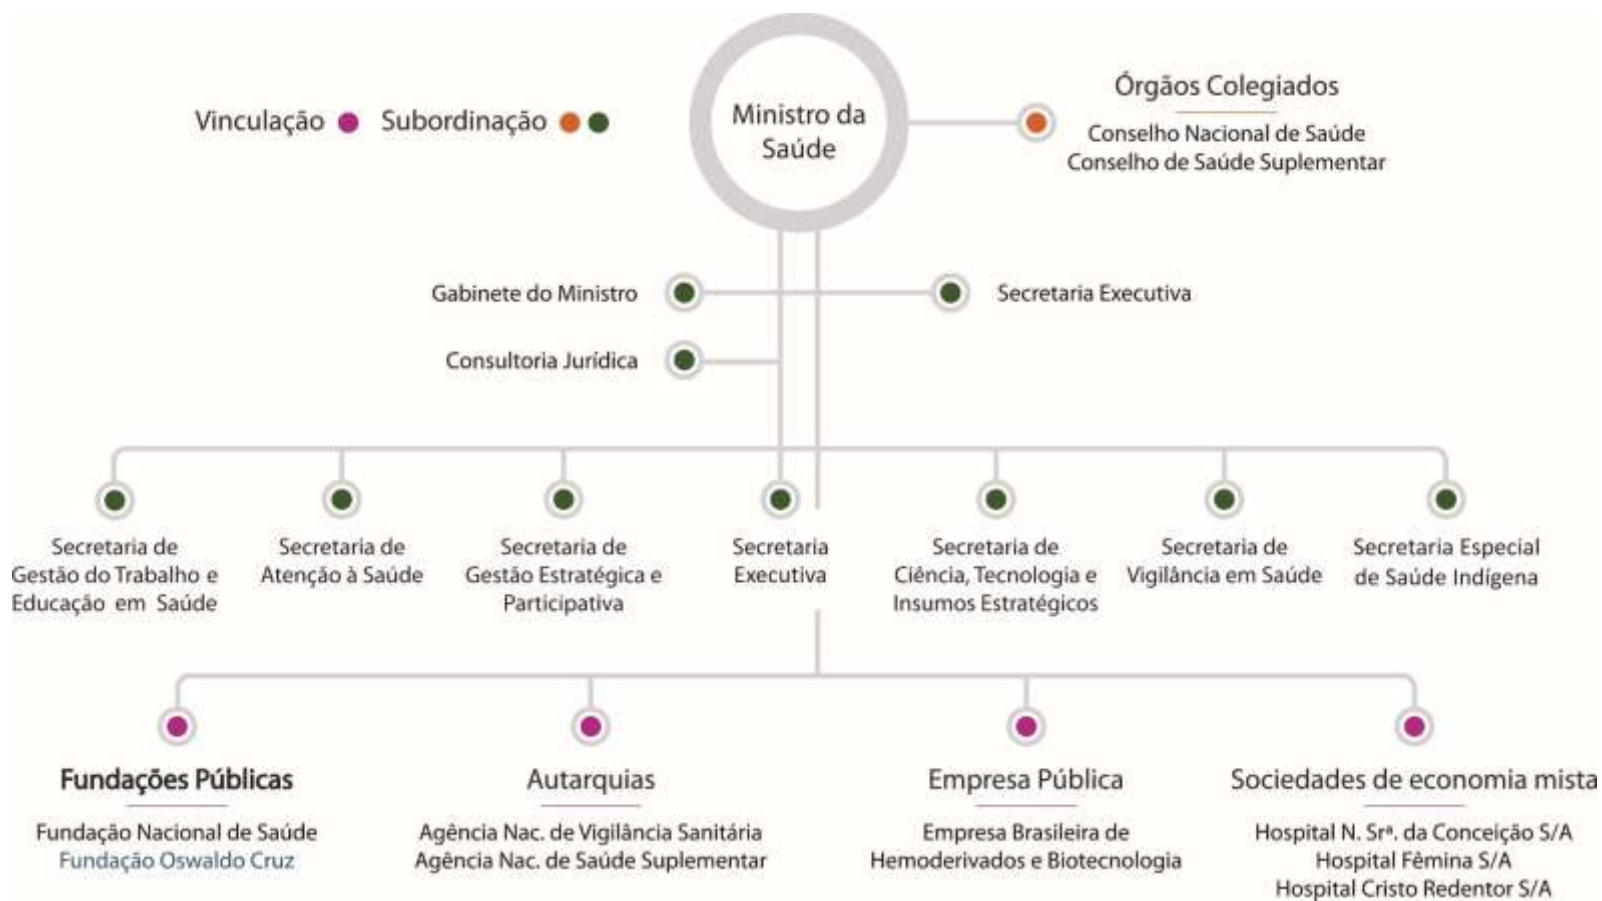 Vinculação
Subordinação
Ministro da
Saúde
Órgãos Colegiados
Conselho Nacional de Saúde
Conselho de Saúde Suplementar
Gabinete do Ministro
Secretaria Executiva
Consultoria Jurídica
Secretaria de
Gestão do Trabalho e
Educação em Saúde
Secretaria de
Atenção à Saúde
Secretaria de
Gestão Estratégica e
Participativa
Secretaria
Executiva
Secretaria de
Ciência, Tecnologia e
Insumos Estratégicos
Secretaria de
Vigilância em Saúde
Secretaria Especial
de Saúde Indígena
Fundações Públicas
Fundação Nacional de Saúde
Fundação Oswaldo Cruz
Autarquias
Agência Nac. de Vigilância Sanitária
Agência Nac. de Saúde Suplementar
Empresa Pública
Empresa Brasileira de
Hemoderivados e Biotecnologia
Sociedades de economia mista
Hospital N. Srª. da Conceição S/A
Hospital Fêmina S/A
Hospital Cristo Redentor S/A